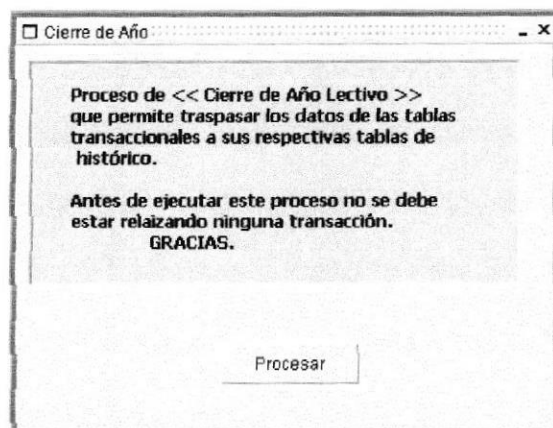 Cierre de Año
Proceso de << Cierre de Año Lectivo >>
que permite traspasar los datos de las tablas
transaccionales a sus respectivas tablas de
histórico.
Antes de ejecutar este proceso no se debe
estar relaizando ninguna transacción.
GRACIAS.
Procesar